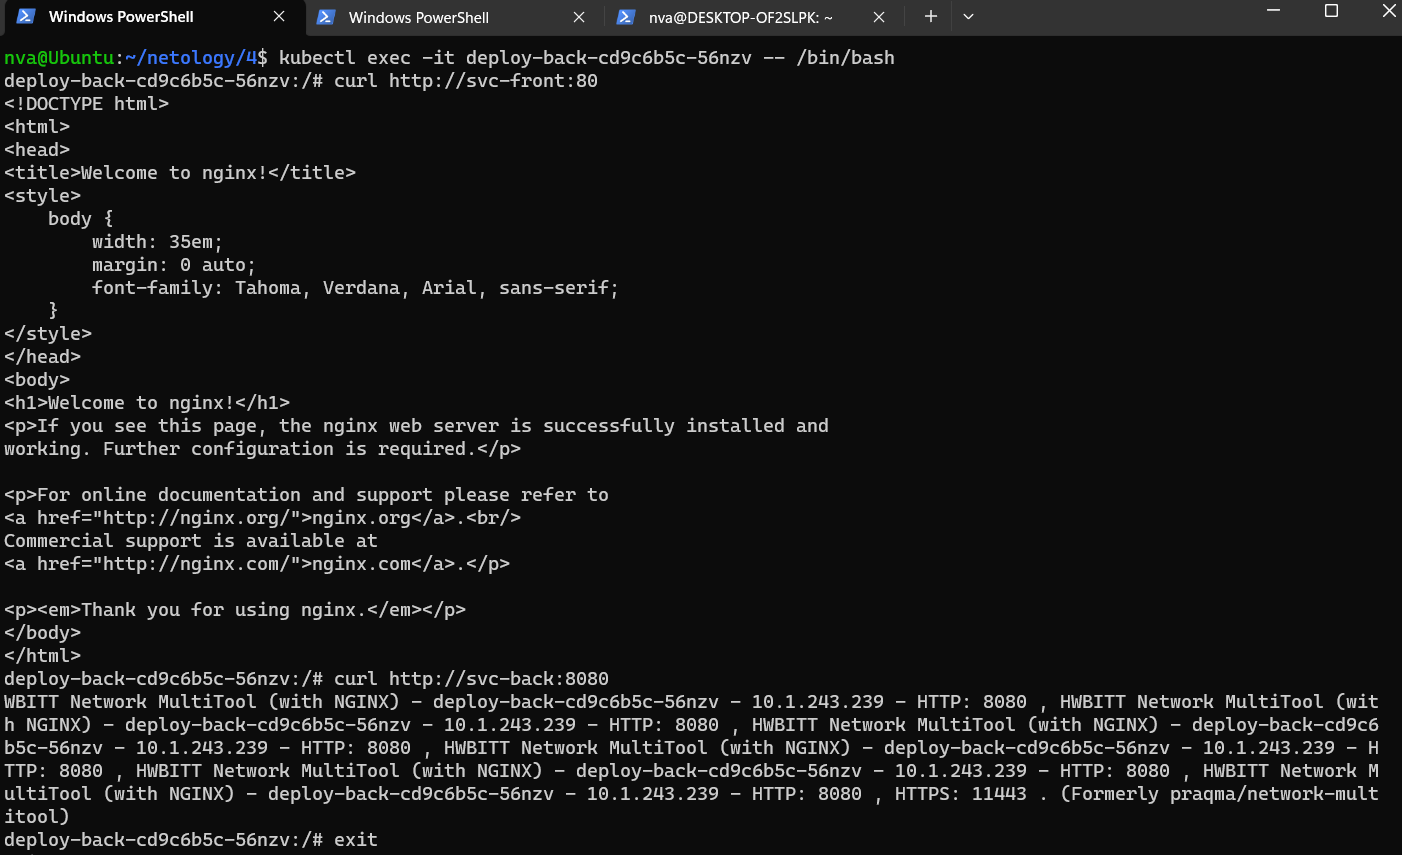 Windows PowerShell
Windows PowerShell
nva@DESKTOP-OF2SLPK: ~
nva@Ubuntu:~/netology/4$ kubectl exec -it deploy-back-cd9c6b5c-56nzv -- /bin/bash
deploy-back-cd9c6b5c-56nzv:/# curl http://svc-front:80
<!DOCTYPE html>
<html>
<head>
<title>Welcome to nginx!</title>
<style>
    body {
        width: 35em;
        margin: 0 auto;
        font-family: Tahoma, Verdana, Arial, sans-serif;
    }
</style>
</head>
<body>
<h1>Welcome to nginx!</h1>
<p>If you see this page, the nginx web server is successfully installed and
working. Further configuration is required.</p>

<p>For online documentation and support please refer to
<a href="http://nginx.org/">nginx.org</a>.<br/>
Commercial support is available at
<a href="http://nginx.com/">nginx.com</a>.</p>

<p><em>Thank you for using nginx.</em></p>
</body>
</html>
deploy-back-cd9c6b5c-56nzv:/# curl http://svc-back:8080
WBITT Network MultiTool (with NGINX) - deploy-back-cd9c6b5c-56nzv - 10.1.243.239 - HTTP: 8080 , HWBITT Network MultiTool (wit
h NGINX) - deploy-back-cd9c6b5c-56nzv - 10.1.243.239 - HTTP: 8080 , HWBITT Network MultiTool (with NGINX) - deploy-back-cd9c6
b5c-56nzv - 10.1.243.239 - HTTP: 8080 , HWBITT Network MultiTool (with NGINX) - deploy-back-cd9c6b5c-56nzv - 10.1.243.239 - H
TTP: 8080 , HWBITT Network MultiTool (with NGINX) - deploy-back-cd9c6b5c-56nzv - 10.1.243.239 - HTTP: 8080 , HWBITT Network M
ultiTool (with NGINX) - deploy-back-cd9c6b5c-56nzv - 10.1.243.239 - HTTP: 8080 , HTTPS: 11443 . (Formerly praqma/network-mult
itool)
deploy-back-cd9c6b5c-56nzv:/# exit